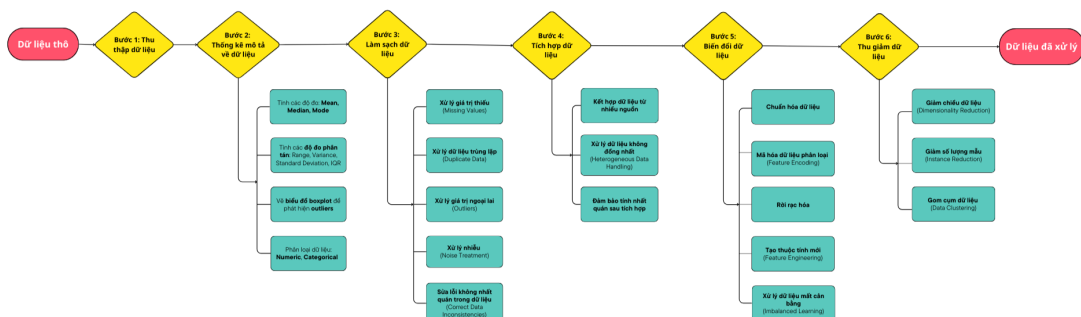 Dữ liệu thô
Bước 1: Thu
thập dữ liệu
Bước 2:
Thống kê mô tả
về dữ liệu
Tính các độ đo: Mean,
Median, Mode
Tính các độ đo phân
tán: Range, Variance,
Standard Deviation, IQR
Vẽ biểu đồ boxplot để
phát hiện outliers
Phân loại dữ liệu:
Numeric, Categorical
Bước 3:
Làm sạch dữ
liệu
Xử lý giá trị thiếu
(Missing Values)
Xử lý dữ liệu trùng lặp
(Duplicate Data)
Xử lý giá trị ngoại lai
(Outliers)
Xử lý nhiễu
(Noise Treatment)
Sửa lỗi không nhất
quán trong dữ liệu
(Correct Data
Inconsistencies)
Bước 4:
Tích hợp dữ
liệu
Kết hợp dữ liệu từ
nhiều nguồn
Xử lý dữ liệu không
đồng nhất
(Heterogeneous Data
Handling)
Đảm bảo tính nhất
quán sau tích hợp
Bước 5:
Biến đổi dữ
liệu
Chuẩn hóa dữ liệu
Mã hóa dữ liệu phân loại
(Feature Encoding)
Rời rạc hóa
Tạo thuộc tính mới
(Feature Engineering)
Xử lý dữ liệu mất cân
bằng
(Imbalanced Learning)
Bước 6:
Thu giảm dữ
liệu
Giảm chiều dữ liệu
(Dimensionality Reduction)
Giảm số lượng mẫu
(Instance Reduction)
Gom cụm dữ liệu
(Data Clustering)
Dữ liệu đã xử lý